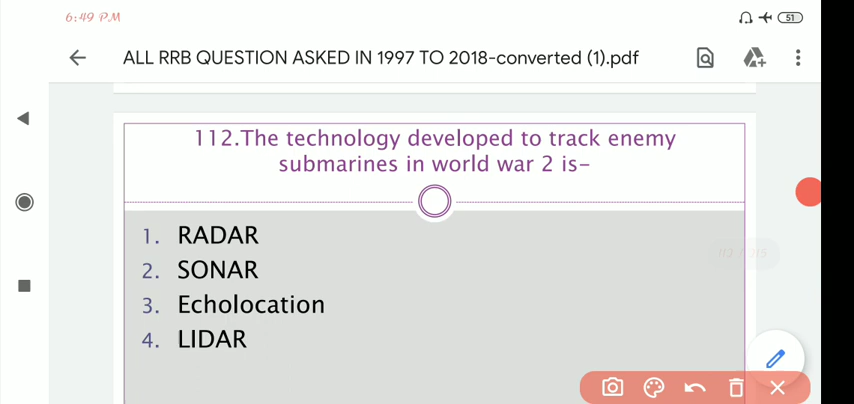 6:49 PM
51
ALL RRB QUESTION ASKED IN 1997 TO 2018-converted (1).pdf
112.The technology developed to track enemy
submarines in world war 2 is-
1. RADAR
2. SONAR
3. Echolocation
4. LIDAR